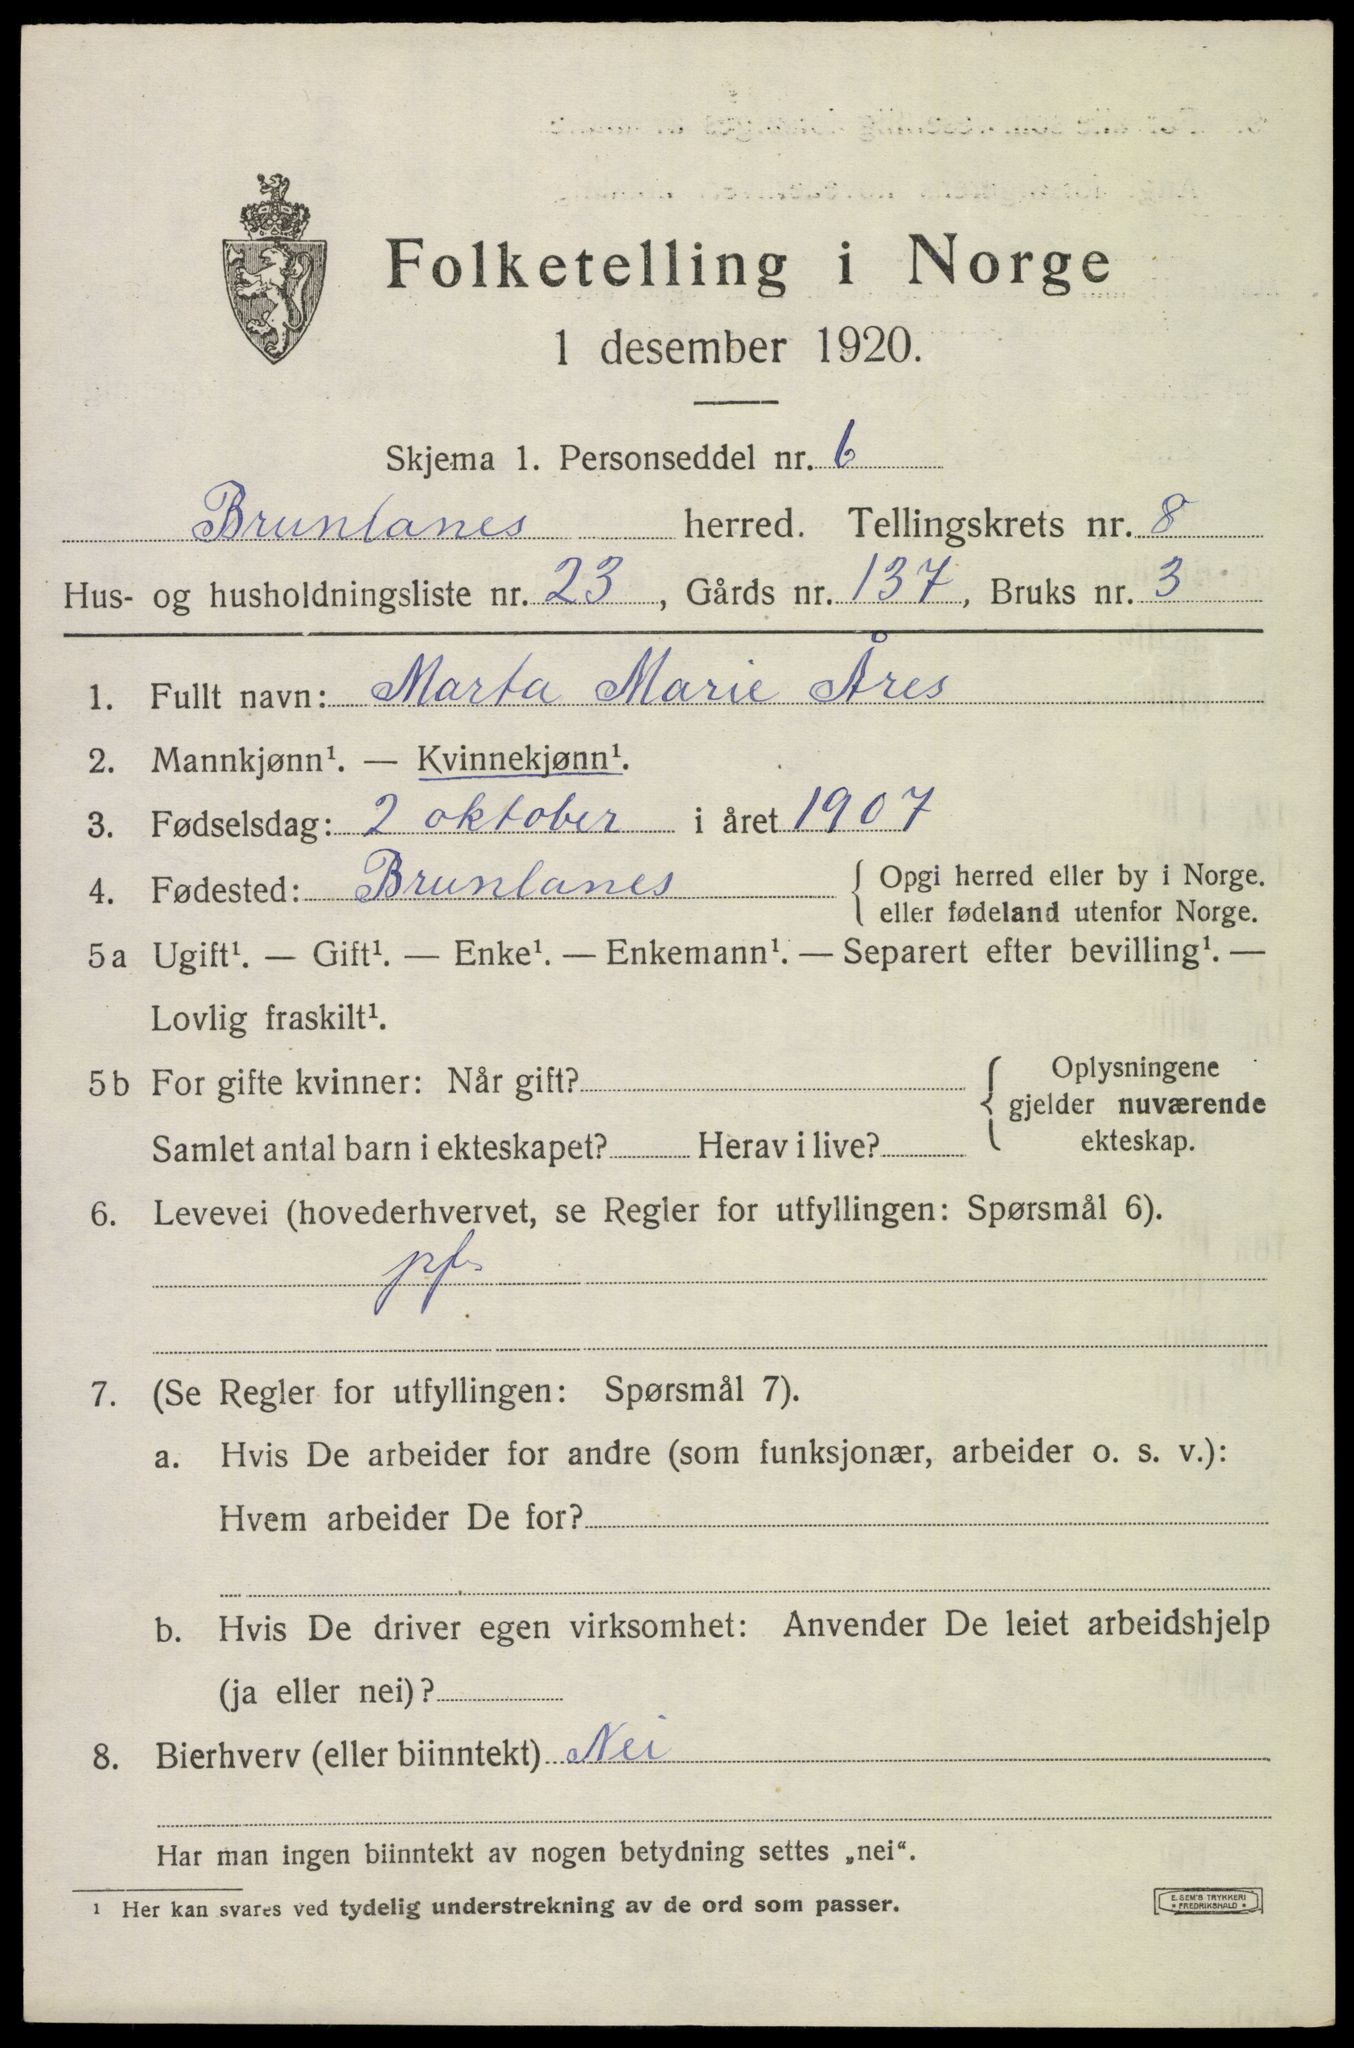 Folketelling i Norge
1 desember 1920.
Skjema 1. Personseddel nr. 6
Brunlanes herred. Tellingskrets nr. 8
Hus- og husholdningsliste nr. 23, Gårds nr. 137, Bruks nr. 3
1. Fullt navn: Marta Marie Åres
2. Mannkjønn¹. — Kvinnekjønn¹.
3. Fødselsdag: 2 oktober i året 1907
4. Fødested: Brunlanes { Opgi herred eller by i Norge.
eller fødeland utenfor Norge.
5a Ugift¹. — Gift¹. — Enke¹. — Enkemann¹. — Separert efter bevilling¹. —
Lovlig fraskilt¹.
5b For gifte kvinner: Når gift? { Oplysningene
gjelder nuværende
Samlet antal barn i ekteskapet? Herav i live? ekteskap.
6. Levevei (hovederhvervet, se Regler for utfyllingen: Spørsmål 6).
pf.
7. (Se Regler for utfyllingen: Spørsmål 7).
a. Hvis De arbeider for andre (som funksjonær, arbeider o. s. v.):
Hvem arbeider De for?
b. Hvis De driver egen virksomhet: Anvender De leiet arbeidshjelp
(ja eller nei)?
8. Bierhverv (eller biinntekt) Nei
Har man ingen biinntekt av nogen betydning settes „nei“.
¹ Her kan svares ved tydelig understrekning av de ord som passer.
E. SEM'S TRYKKERI
* FREDRIKSHALD *